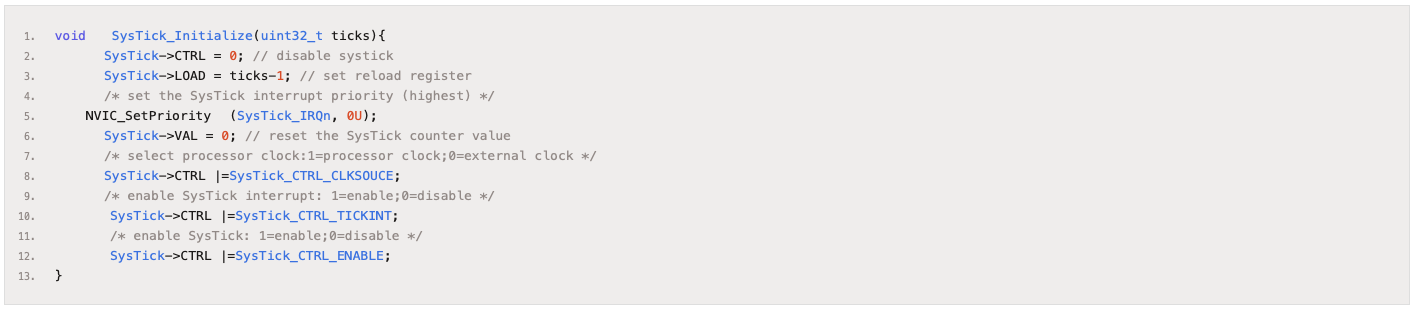 1. void SysTick_Initialize(uint32_t ticks){
2. SysTick->CTRL = 0; // disable systick
3. SysTick->LOAD = ticks-1; // set reload register
4. /* set the SysTick interrupt priority (highest) */
5. NVIC_SetPriority (SysTick_IRQn, 0U);
6. SysTick->VAL = 0; // reset the SysTick counter value
7. /* select processor clock:1=processor clock;0=external clock */
8. SysTick->CTRL |=SysTick_CTRL_CLKSOUCE;
9. /* enable SysTick interrupt: 1=enable;0=disable */
10. SysTick->CTRL |=SysTick_CTRL_TICKINT;
11. /* enable SysTick: 1=enable;0=disable */
12. SysTick->CTRL |=SysTick_CTRL_ENABLE;
13. }